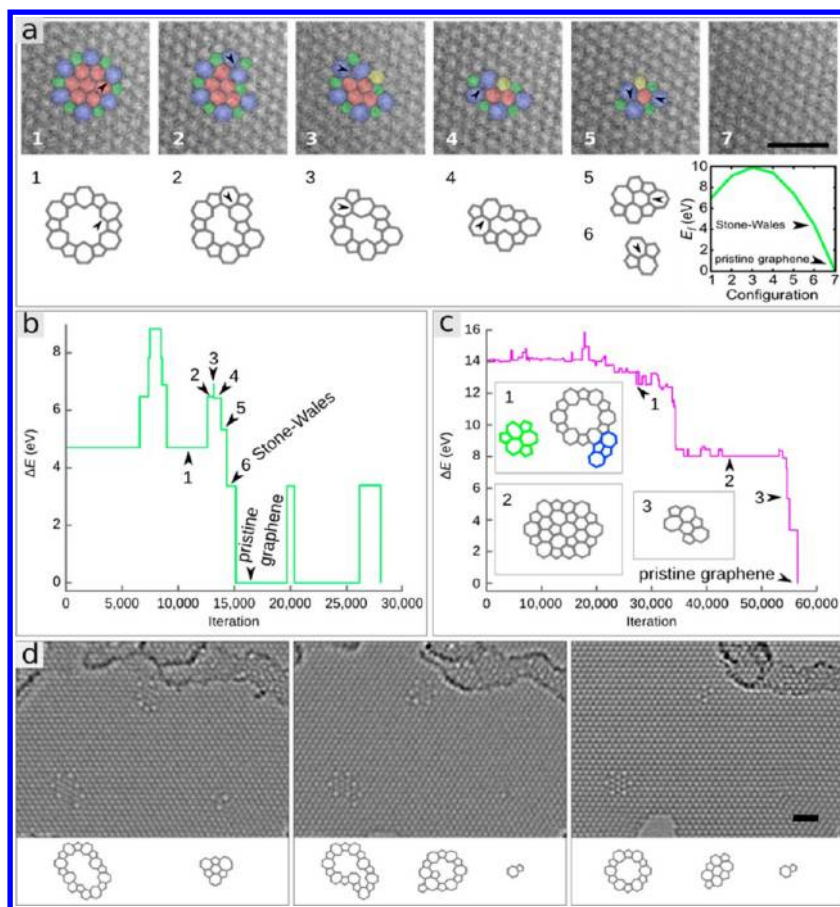 a
1
2
3
4
5
7
1
2
3
4
5
6
10
8
6
4
2
0
E_f (eV)
Stone-Wales
pristine graphene
1 2 3 4 5 6 7
Configuration
b
8
6
4
2
0
ΔE (eV)
1
2
3
4
5
6 Stone-Wales
pristine
graphene
0 5,000 10,000 15,000 20,000 25,000 30,000
Iteration
c
16
14
12
10
8
6
4
2
0
ΔE (eV)
1
2
3
1
2
3
pristine graphene
0 10,000 20,000 30,000 40,000 50,000 60,000
Iteration
d